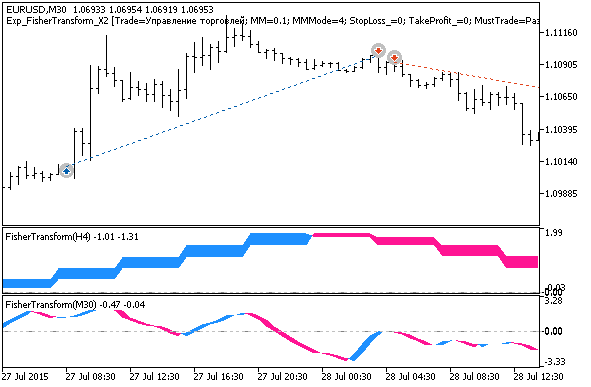 EURUSD,M30 1.06933 1.06954 1.06919 1.06953
Exp_FisherTransform_X2 [Trade=Управление торговлей; MM=0.1; MMMode=4; StopLoss_=0; TakeProfit_=0; MustTrade=Раз
1.11160
1.10905
1.10650
1.10395
1.10140
1.09885
FisherTransform(H4) -1.01 -1.31
1.99
-0.03
0.00
FisherTransform(M30) -0.47 -0.04
3.28
-0.00
0.00
-3.33
27 Jul 2015
27 Jul 08:30
27 Jul 12:30
27 Jul 16:30
27 Jul 20:30
28 Jul 00:30
28 Jul 04:30
28 Jul 08:30
28 Jul 12:30